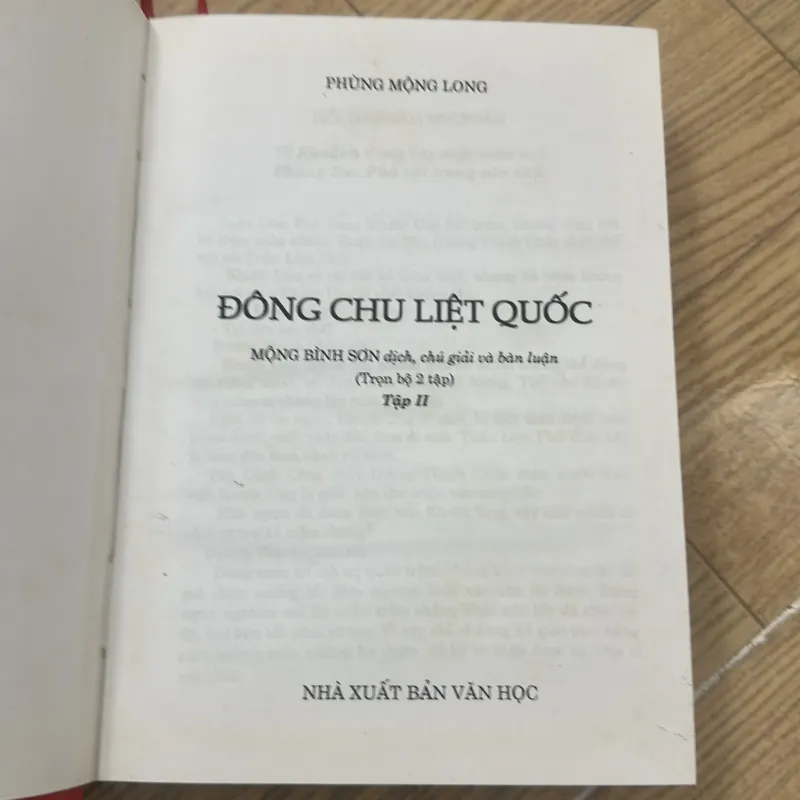 PHÙNG MỘNG LONG
ĐÔNG CHU LIỆT QUỐC
MỘNG BÌNH SƠN dịch, chú giải và bàn luận
(Trọn bộ 2 tập)
Tập II
NHÀ XUẤT BẢN VĂN HỌC